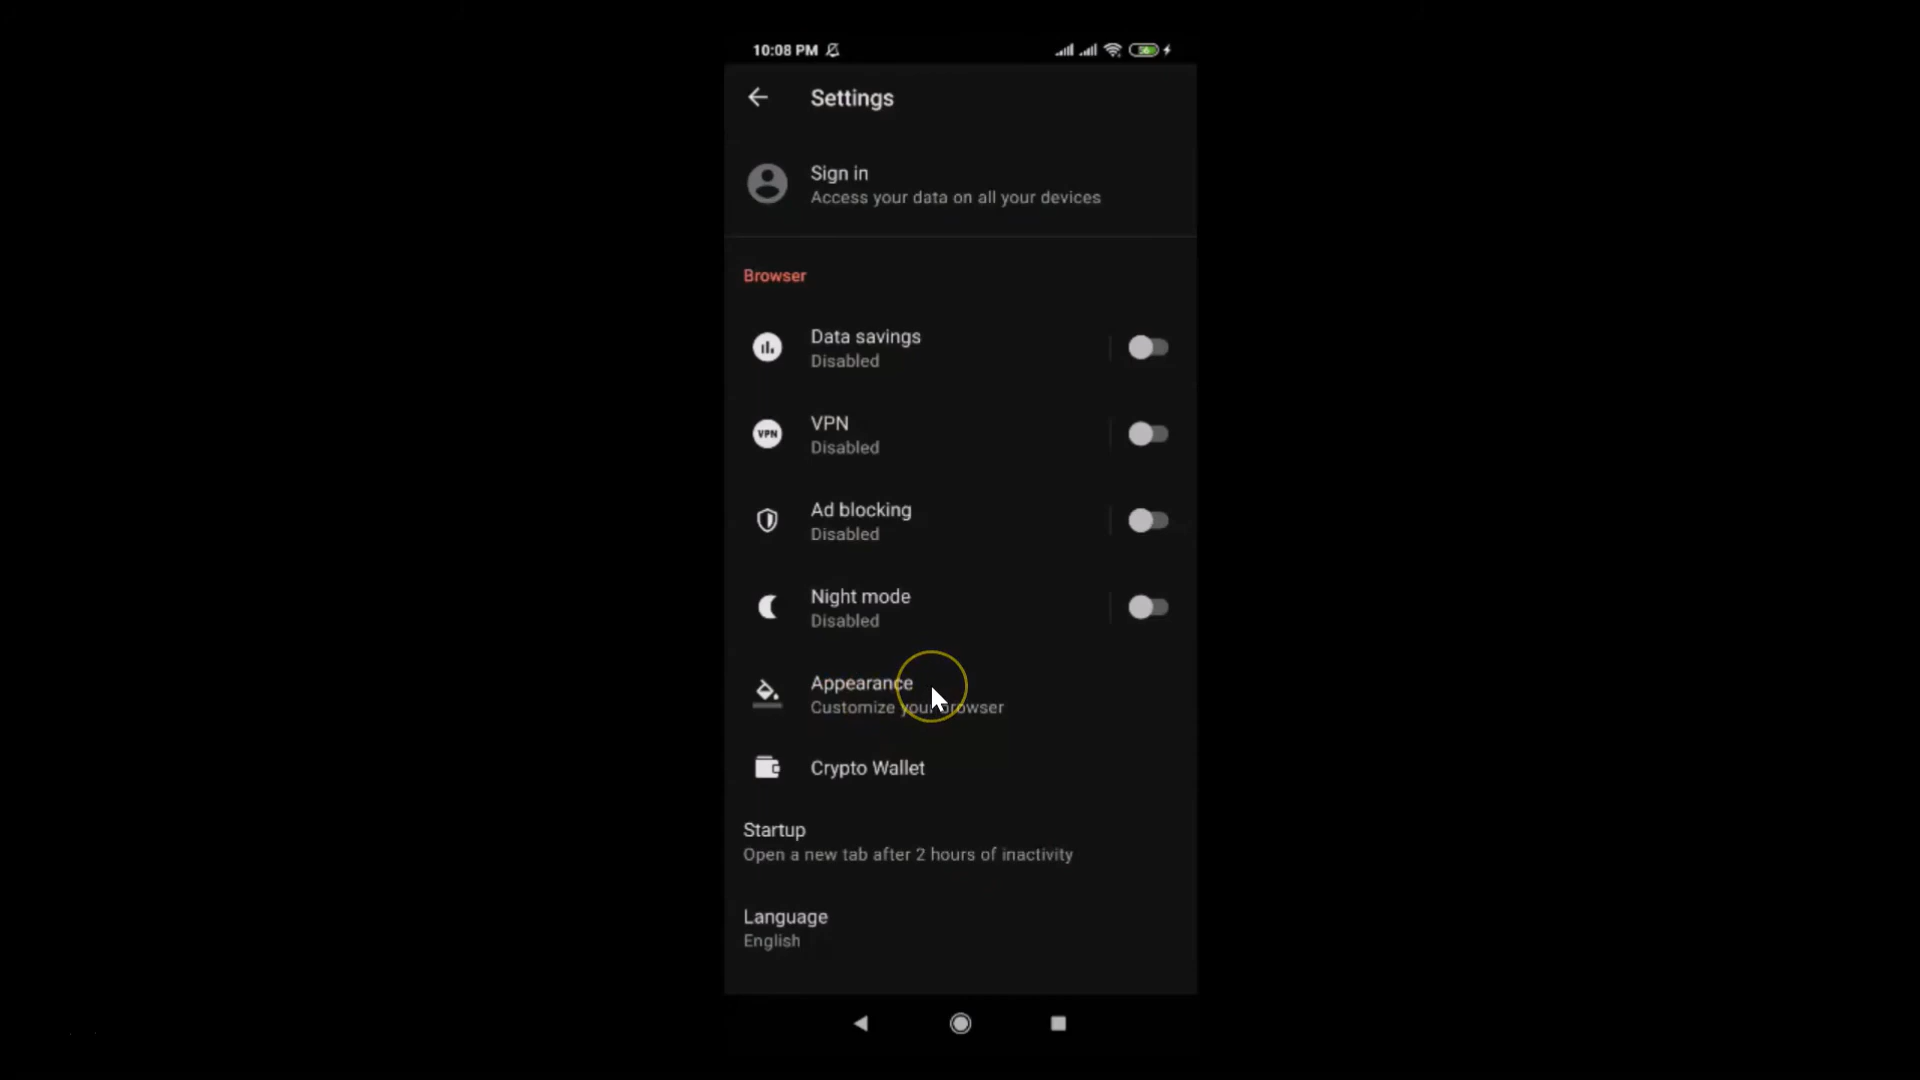 10:08 PM
56
Settings
Sign in
Access your data on all your devices
Browser
Data savings
Disabled
VPN
VPN
Disabled
Ad blocking
Disabled
Night mode
Disabled
Appearance
Customize your browser
Crypto Wallet
Startup
Open a new tab after 2 hours of inactivity
Language
English